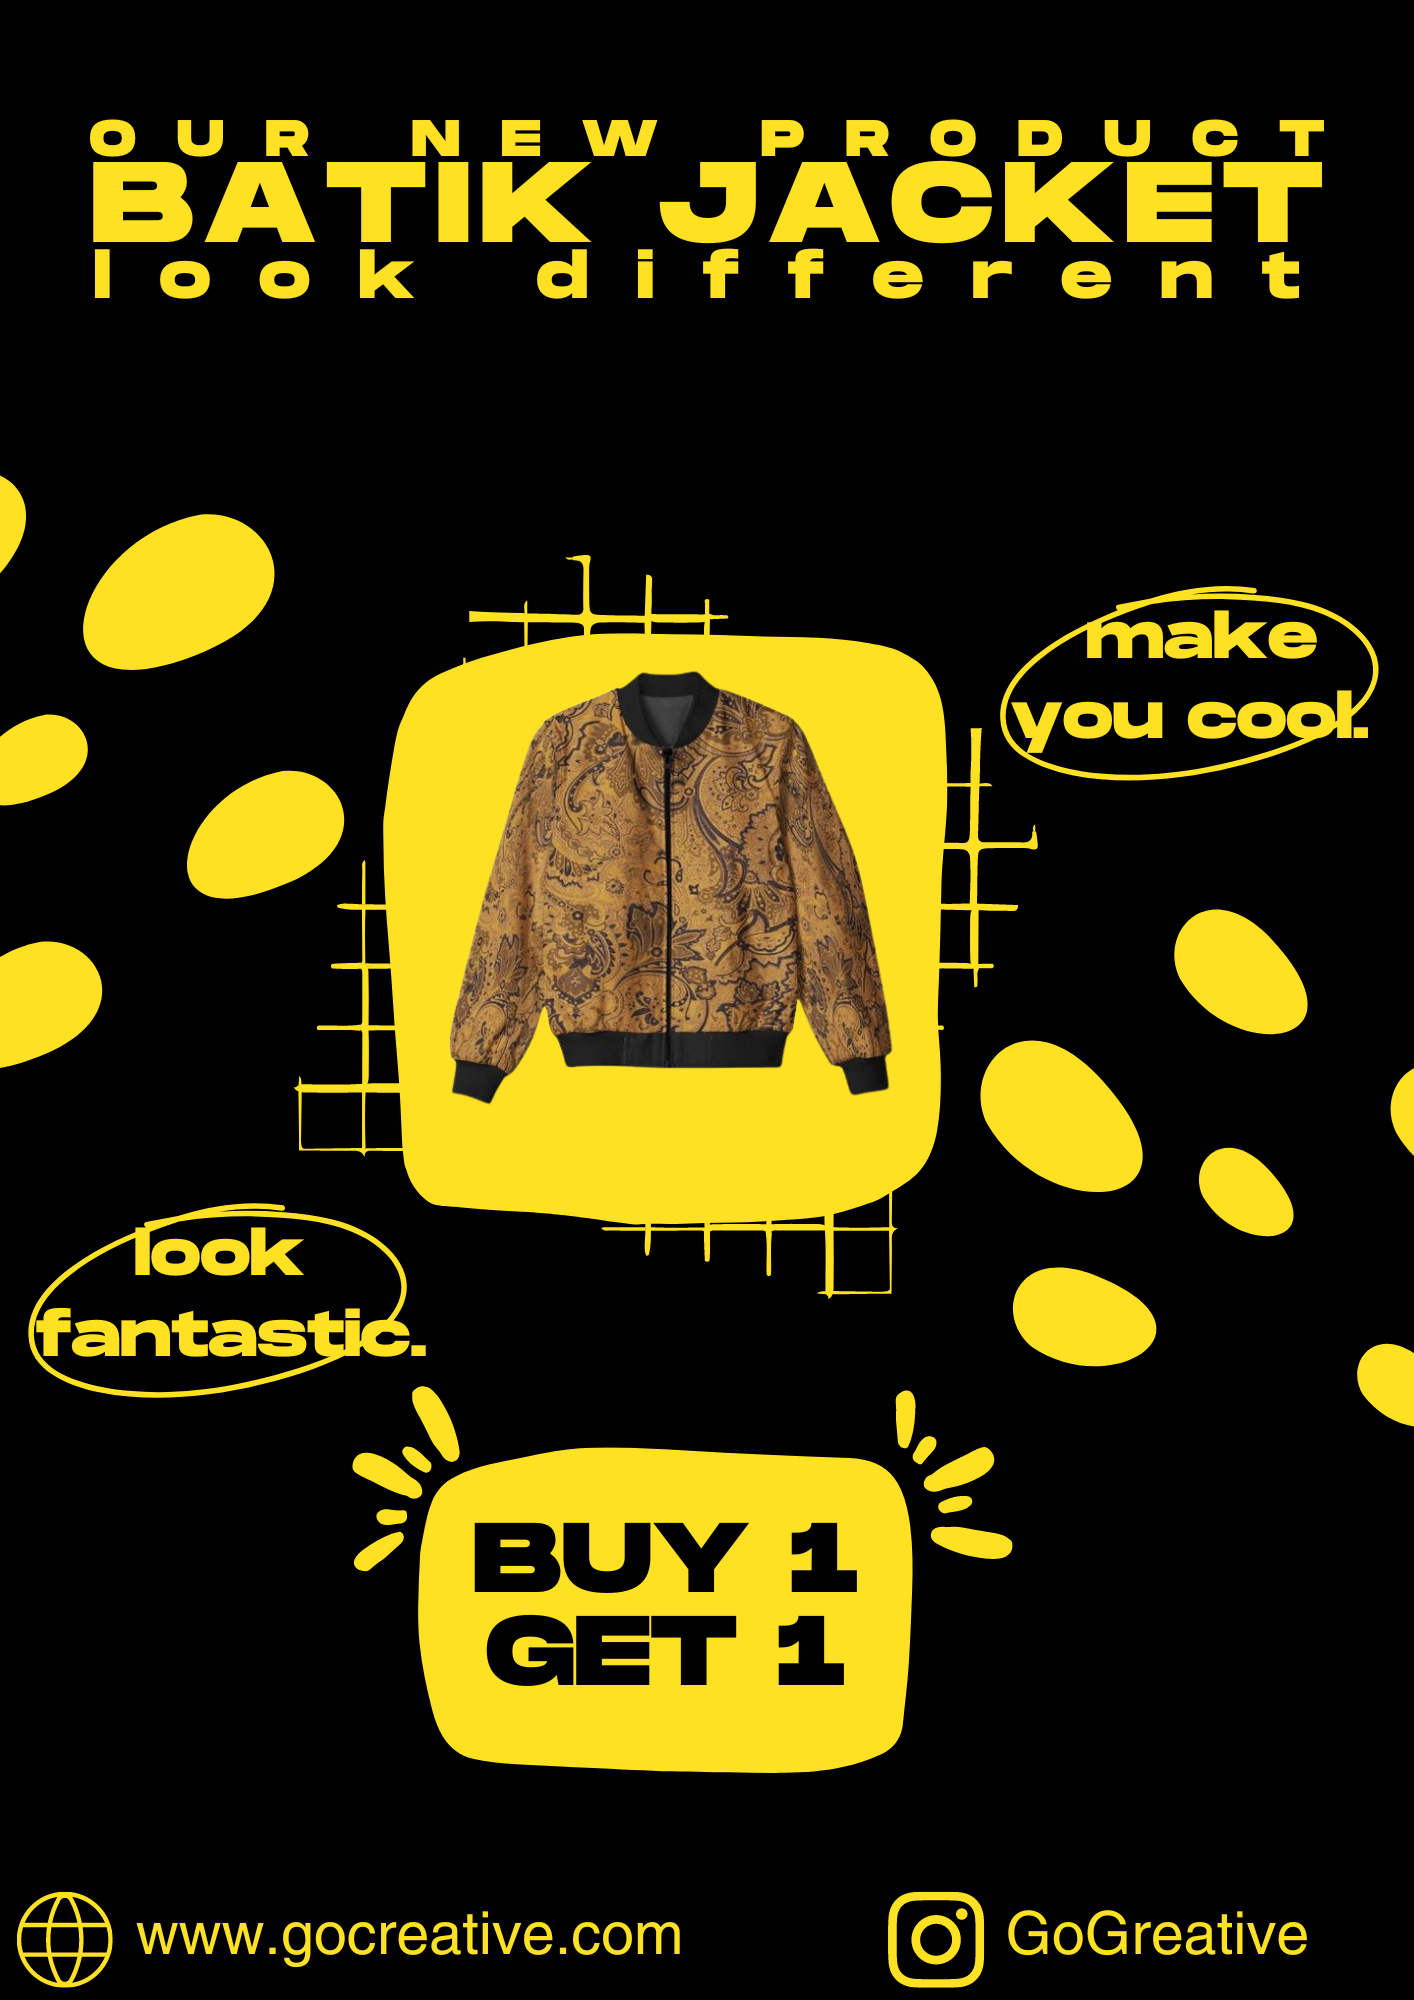 OUR NEW PRODUCT
BATIK JACKET
look different
make
you cool.
look
fantastic.
BUY 1
GET 1
www.gocreative.com
GoGreative